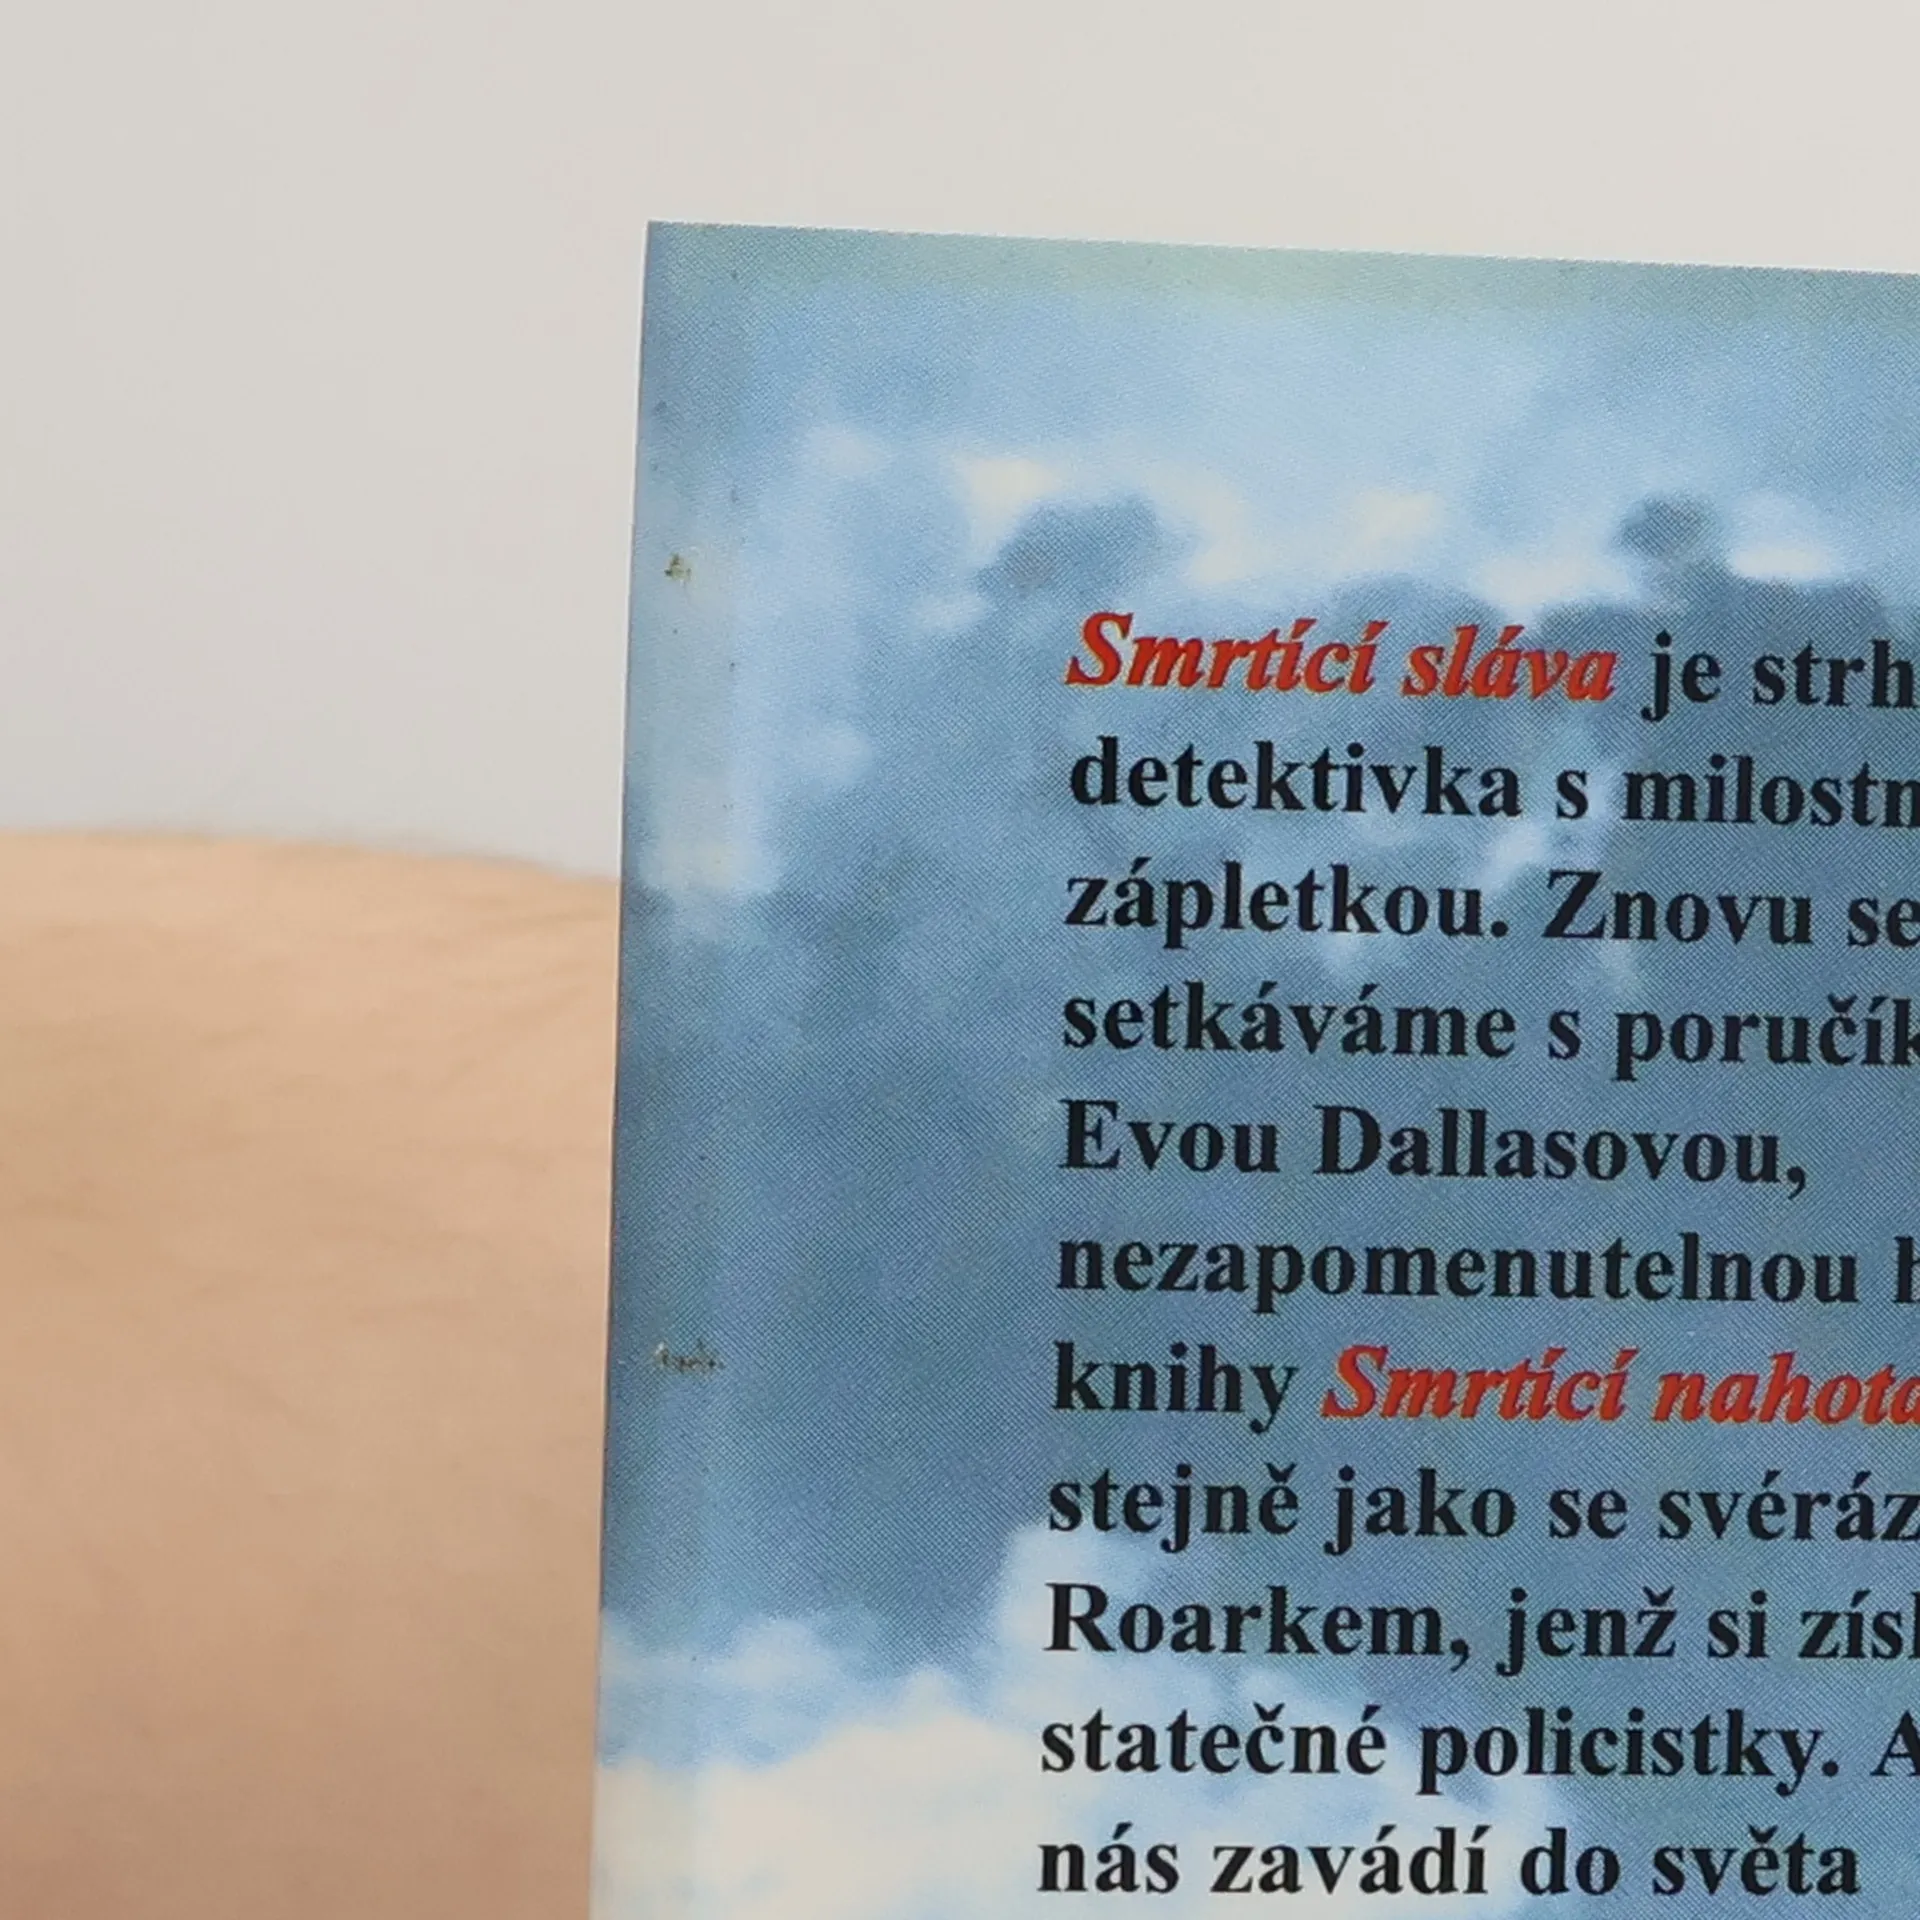 Smrtící sláva je strh
detektivka s milostn
zápletkou. Znovu se
setkáváme s poručík
Evou Dallasovou,
nezapomenutelnou
knihy Smrtící nahota
stejně jako se svéráz
Roarkem, jenž si získ
statečné policistky. A
nás zavádí do světa